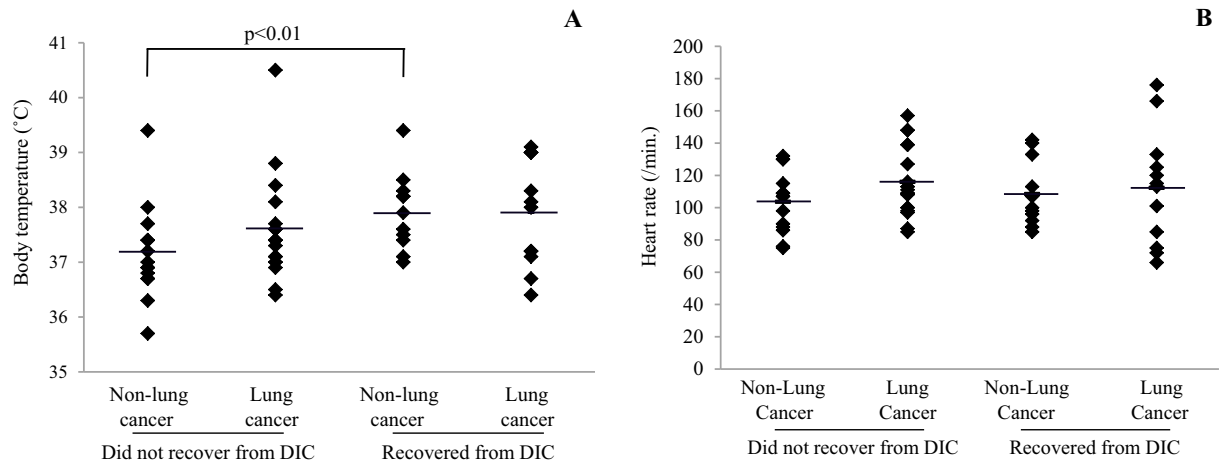 A
p<0.01
Body temperature (˚C)
41
40
39
38
37
36
35
Non-lung cancer
Lung cancer
Non-lung cancer
Lung cancer
Did not recover from DIC
Recovered from DIC
B
Heart rate (/min.)
200
180
160
140
120
100
80
60
40
20
0
Non-Lung Cancer
Lung Cancer
Non-Lung Cancer
Lung Cancer
Did not recover from DIC
Recovered from DIC